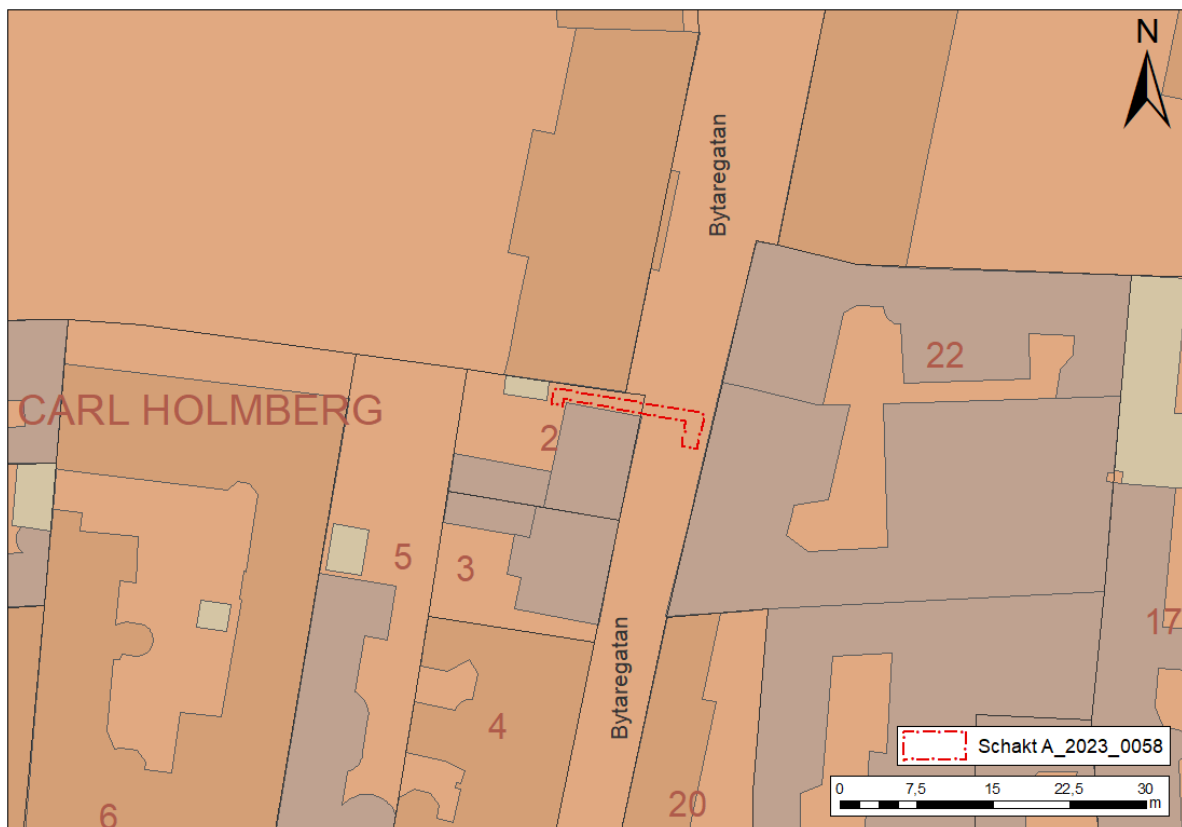 N
Bytaregatan
22
CARL HOLMBERG
2
5
3
Bytaregatan
17
4
6
20
Schakt A_2023_0058
0 7,5 15 22,5 30
m